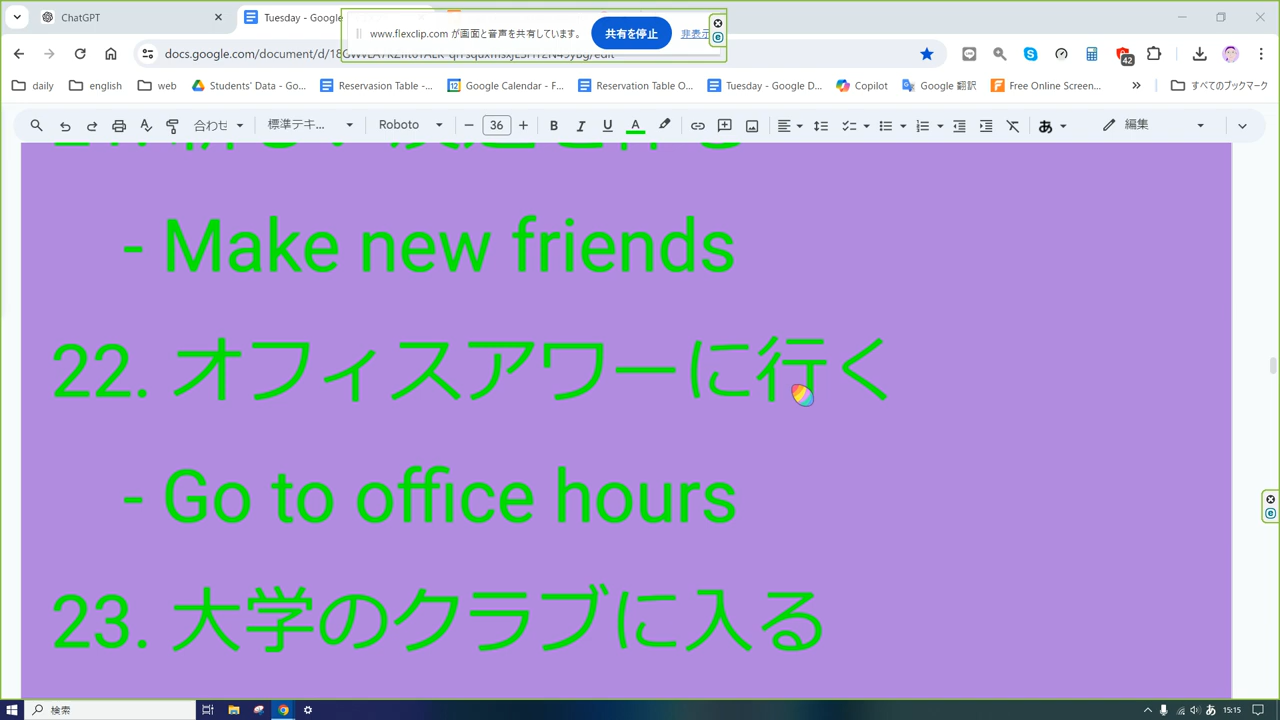 ChatGPT
Tuesday - Google
www.flexclip.com が画面と音声を共有しています。
共有を停止
非表示
docs.google.com/document/d/
42
daily
english
web
Students' Data - Go...
Reservasion Table -...
Google Calendar - F...
Reservation Table O...
Tuesday - Google D...
Copilot
Google 翻訳
Free Online Screen...
すべてのブックマーク
合わせ
標準テキ...
Roboto
36
編集
- Make new friends
22. オフィスアワーに行く
- Go to office hours
23. 大学のクラブに入る
検索
あ
15:15